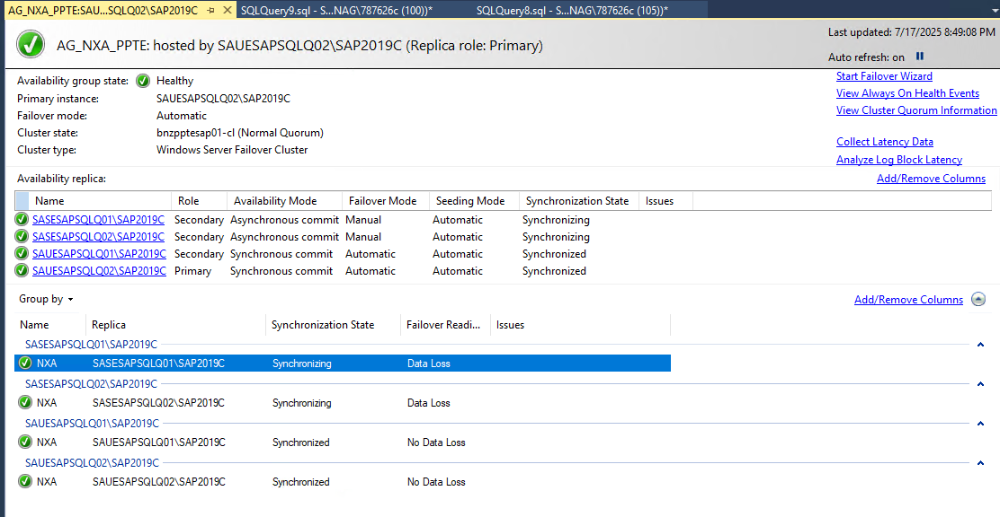 AG_NXA_PPTE:SAU...SQLQ02\SAP2019C SQLQuery9.sql - S...NAG\787626c (100))* SQLQuery8.sql - S...NAG\787626c (105))*
AG_NXA_PPTE: hosted by SAUESAPSQLQ02\SAP2019C (Replica role: Primary)
Last updated: 7/17/2025 8:49:08 PM
Auto refresh: on
Availability group state: Healthy
Primary instance: SAUESAPSQLQ02\SAP2019C
Failover mode: Automatic
Cluster state: bnzpptesap01-cl (Normal Quorum)
Cluster type: Windows Server Failover Cluster
Start Failover Wizard
View Always On Health Events
View Cluster Quorum Information
Collect Latency Data
Analyze Log Block Latency
Availability replica: Add/Remove Columns
Name Role Availability Mode Failover Mode Seeding Mode Synchronization State Issues
SASESAPSQLQ01\SAP2019C Secondary Asynchronous commit Manual Automatic Synchronizing
SASESAPSQLQ02\SAP2019C Secondary Asynchronous commit Manual Automatic Synchronizing
SAUESAPSQLQ01\SAP2019C Secondary Synchronous commit Automatic Automatic Synchronized
SAUESAPSQLQ02\SAP2019C Primary Synchronous commit Automatic Automatic Synchronized
Group by Add/Remove Columns
Name Replica Synchronization State Failover Readi... Issues
SASESAPSQLQ01\SAP2019C
NXA SASESAPSQLQ01\SAP2019C Synchronizing Data Loss
SASESAPSQLQ02\SAP2019C
NXA SASESAPSQLQ02\SAP2019C Synchronizing Data Loss
SAUESAPSQLQ01\SAP2019C
NXA SAUESAPSQLQ01\SAP2019C Synchronized No Data Loss
SAUESAPSQLQ02\SAP2019C
NXA SAUESAPSQLQ02\SAP2019C Synchronized No Data Loss